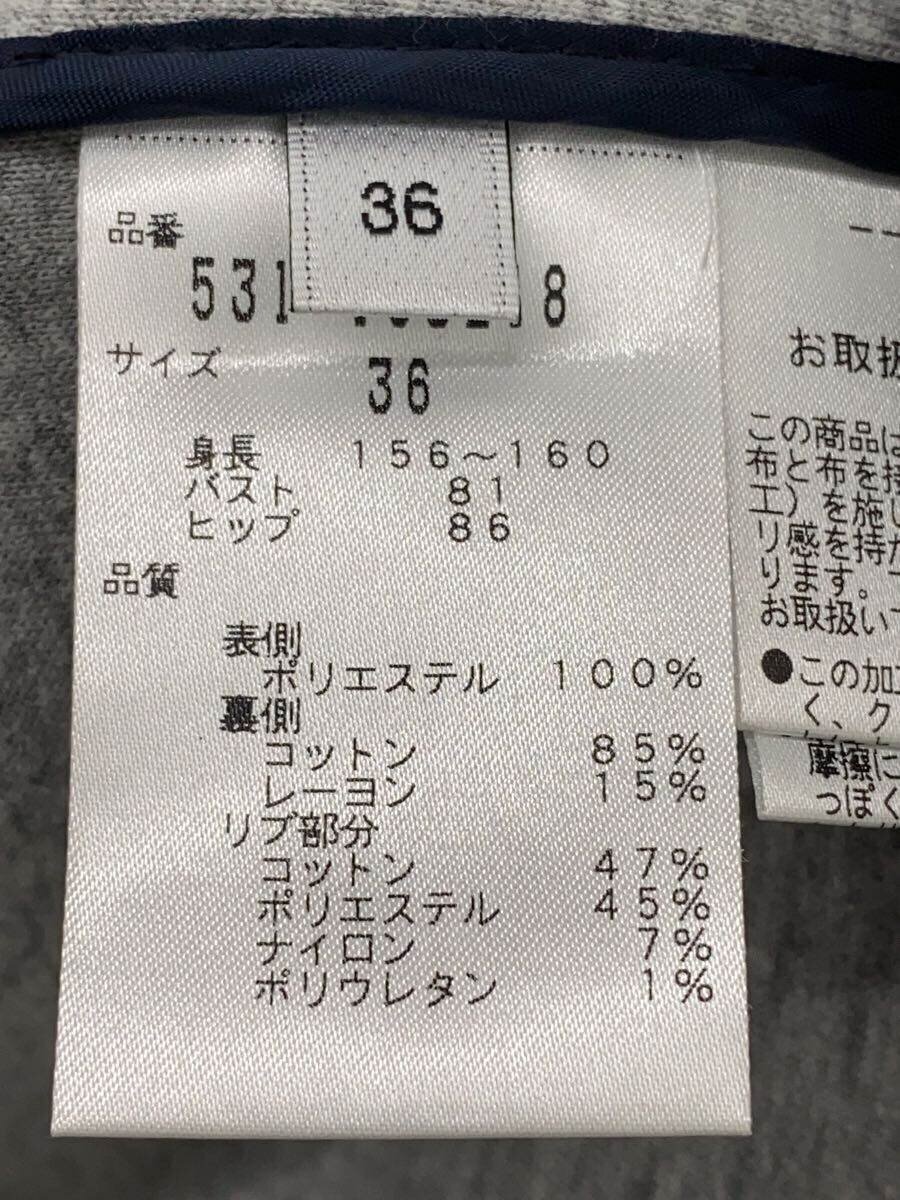 36
品番
531
8
サイズ
36
身長 156～160
バスト 81
ヒップ 86
品質
表側
ポリエステル 100%
裏側
コットン 85%
レーヨン 15%
リブ部分
コットン 47%
ポリエステル 45%
ナイロン 7%
ポリウレタン 1%
お取扱
この商品は
布と布を
工）を施し
リ感を持
ります。
お取扱い
●この加工
く、ク
摩擦に
っぽく